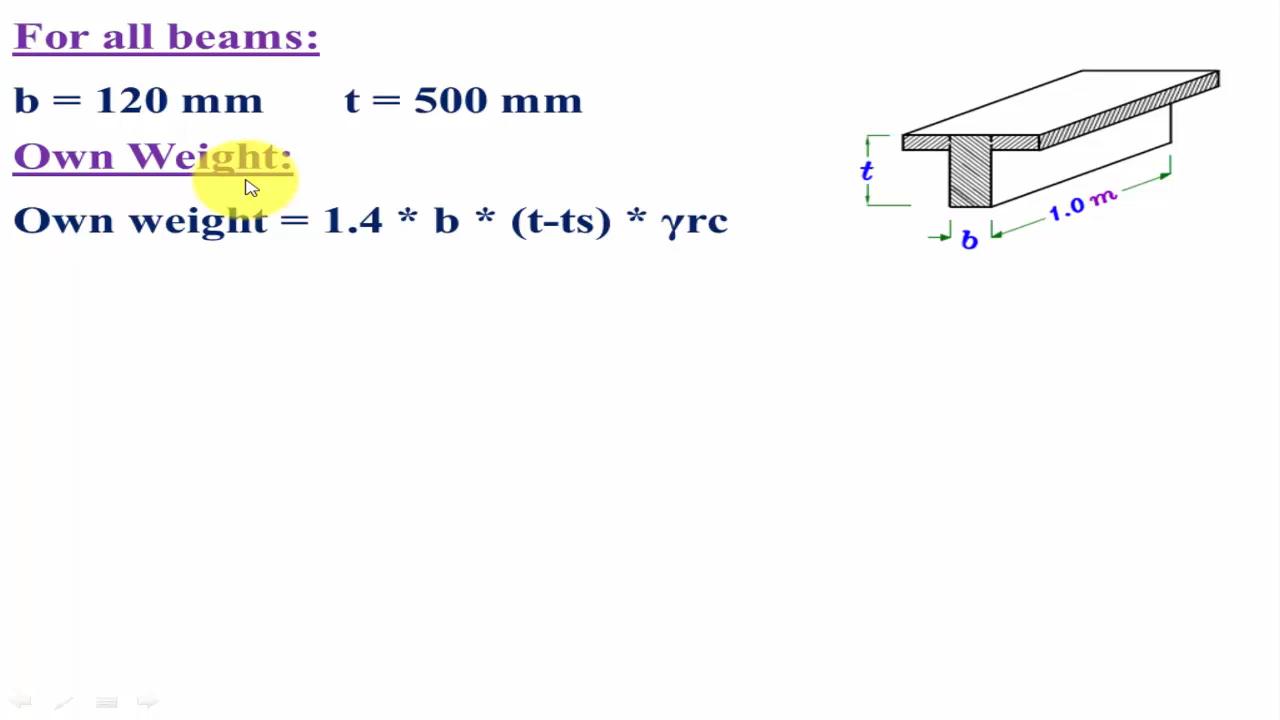 For all beams:
b = 120 mm t = 500 mm
Own Weight:
Own weight = 1.4 * b * (t-ts) * γrc
t
1.0 m
b